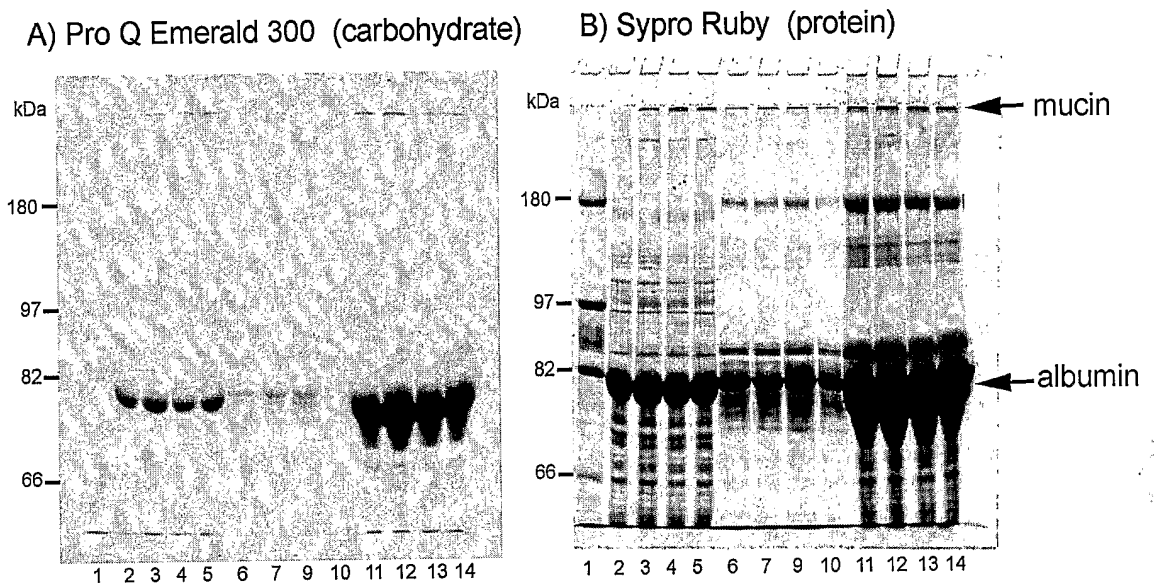 A) Pro Q Emerald 300 (carbohydrate)
kDa
180
97
82
66
1 2 3 4 5 6 7 9 10 11 12 13 14
B) Sypro Ruby (protein)
kDa
180
97
82
66
mucin
albumin
1 2 3 4 5 6 7 9 10 11 12 13 14